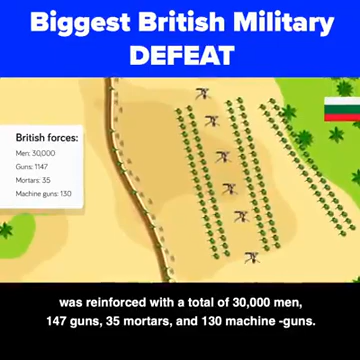 Biggest British Military
DEFEAT
British forces:
Men: 30,000
Guns: 1147
Mortars: 35
Machine guns: 130
was reinforced with a total of 30,000 men,
147 guns, 35 mortars, and 130 machine -guns.